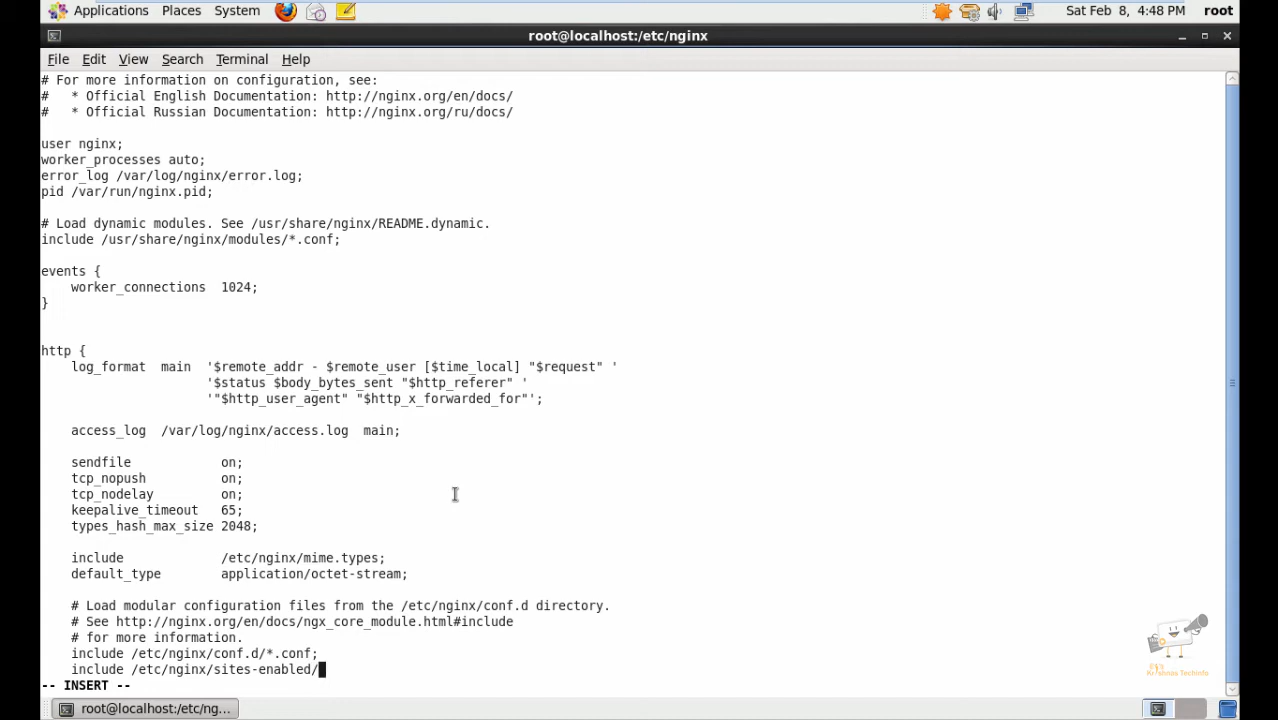 Applications Places System Sat Feb 8, 4:48 PM root
root@localhost:/etc/nginx
File Edit View Search Terminal Help
# For more information on configuration, see:
#   * Official English Documentation: http://nginx.org/en/docs/
#   * Official Russian Documentation: http://nginx.org/ru/docs/
user nginx;
worker_processes auto;
error_log /var/log/nginx/error.log;
pid /var/run/nginx.pid;
# Load dynamic modules. See /usr/share/nginx/README.dynamic.
include /usr/share/nginx/modules/*.conf;
events {
    worker_connections  1024;
}
http {
    log_format  main  '$remote_addr - $remote_user [$time_local] "$request" '
                      '$status $body_bytes_sent "$http_referer" '
                      '"$http_user_agent" "$http_x_forwarded_for"';
    access_log  /var/log/nginx/access.log  main;
    sendfile            on;
    tcp_nopush          on;
    tcp_nodelay         on;
    keepalive_timeout   65;
    types_hash_max_size 2048;
    include             /etc/nginx/mime.types;
    default_type        application/octet-stream;
    # Load modular configuration files from the /etc/nginx/conf.d directory.
    # See http://nginx.org/en/docs/ngx_core_module.html#include
    # for more information.
    include /etc/nginx/conf.d/*.conf;
    include /etc/nginx/sites-enabled/
-- INSERT --
Krishnas Techinfo
root@localhost:/etc/ng...